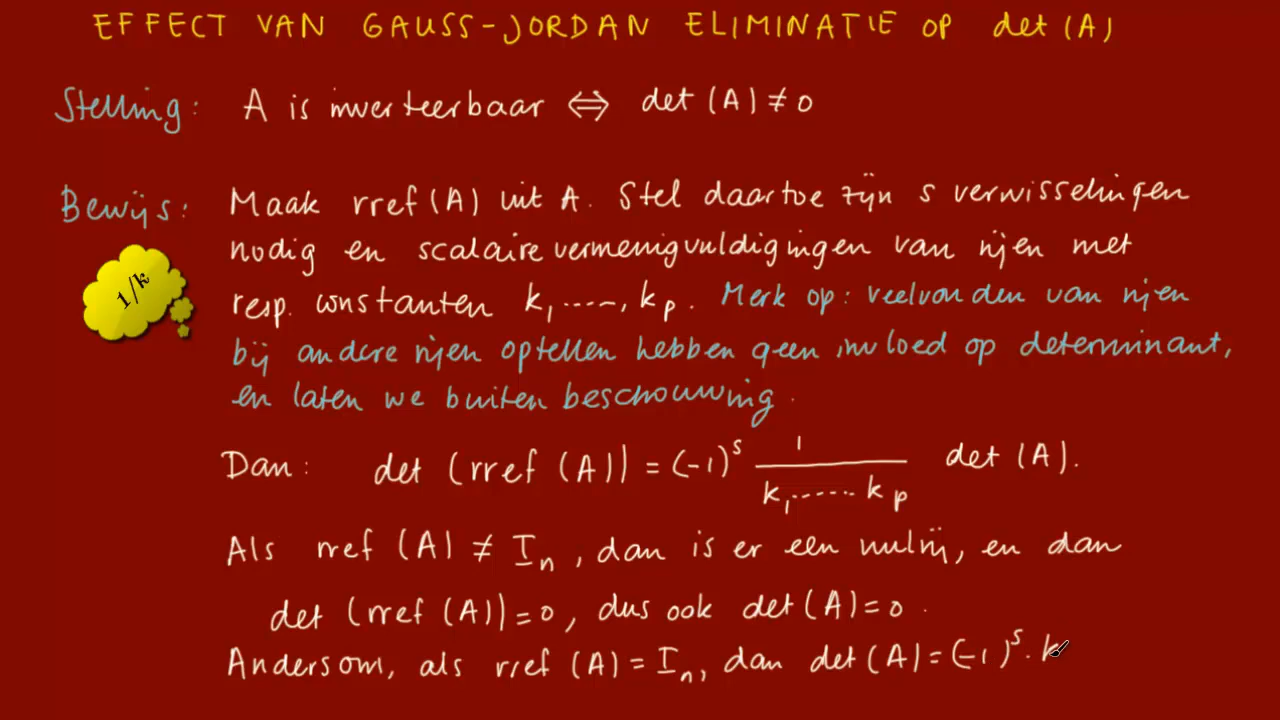 EFFECT VAN GAUSS-JORDAN ELIMINATIE OP det (A)
Stelling: A is inverteerbaar ⇔ det (A) ≠ 0
Bewijs: Maak rref (A) uit A. Stel daartoe zijn s verwisselingen
nodig en scalaire vermenigvuldigingen van rijen met
1/k
resp. constanten k₁,....., kₚ. Merk op: veelvouden van rijen
bij andere rijen optellen hebben geen invloed op determinant,
en laten we buiten beschouwing.
Dan: det (rref (A)) = (-1)ˢ 1/(k₁......kₚ) det (A).
Als rref (A) ≠ Iₙ, dan is er een nulrij, en dan
det (rref (A)) = 0, dus ook det (A) = 0.
Andersom, als rref (A) = Iₙ, dan det (A) = (-1)ˢ. k